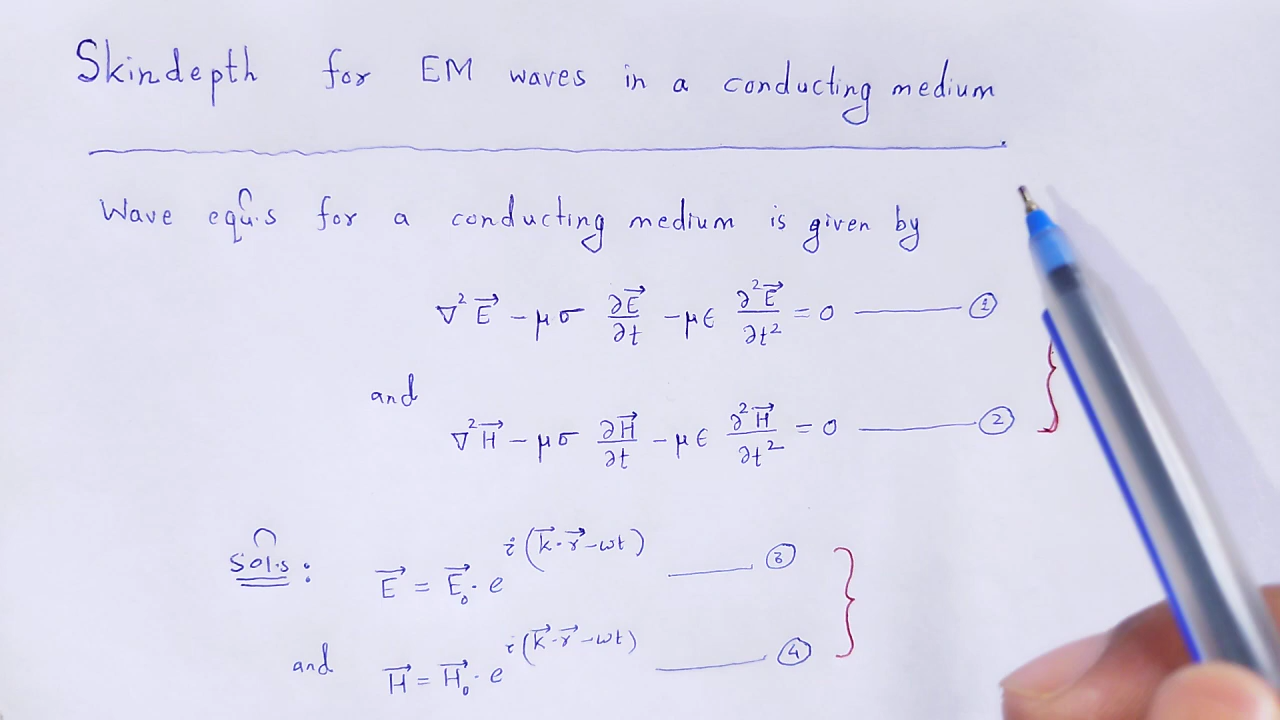 Skindepth for EM waves in a conducting medium
Wave equ.s for a conducting medium is given by
∇²E⃗ − μσ ∂E⃗/∂t − με ∂²E⃗/∂t² = 0 —— ①
and
∇²H⃗ − μσ ∂H⃗/∂t − μϵ ∂²H⃗/∂t² = 0 —— ②
Sol.s : E⃗ = E⃗₀ · e^{i(k⃗·r⃗−ωt)} —— ③
and H⃗ = H⃗₀ · e^{i(k⃗·r⃗−ωt)} —— ④